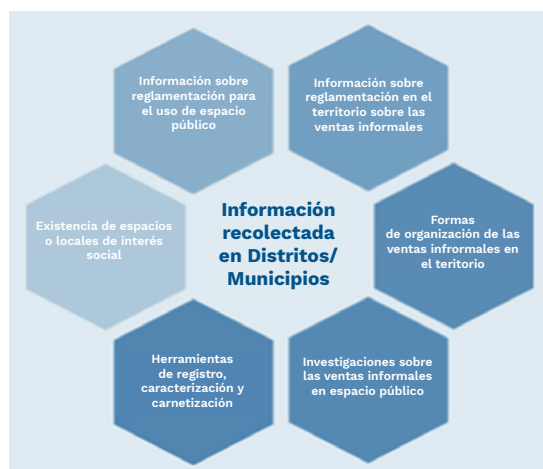 Información sobre
reglamentación para
el uso de espacio
público
Información sobre
reglamentación en el
territorio sobre las
ventas informales
Existencia de espacios
o locales de interés
social
Información
recolectada
en Distritos/
Municipios
Formas
de organización de las
ventas infrormales en
el teritorio
Herramientas
de registro,
caracterización y
carnetización
Investigaciones sobre
las ventas informales
en espacio público